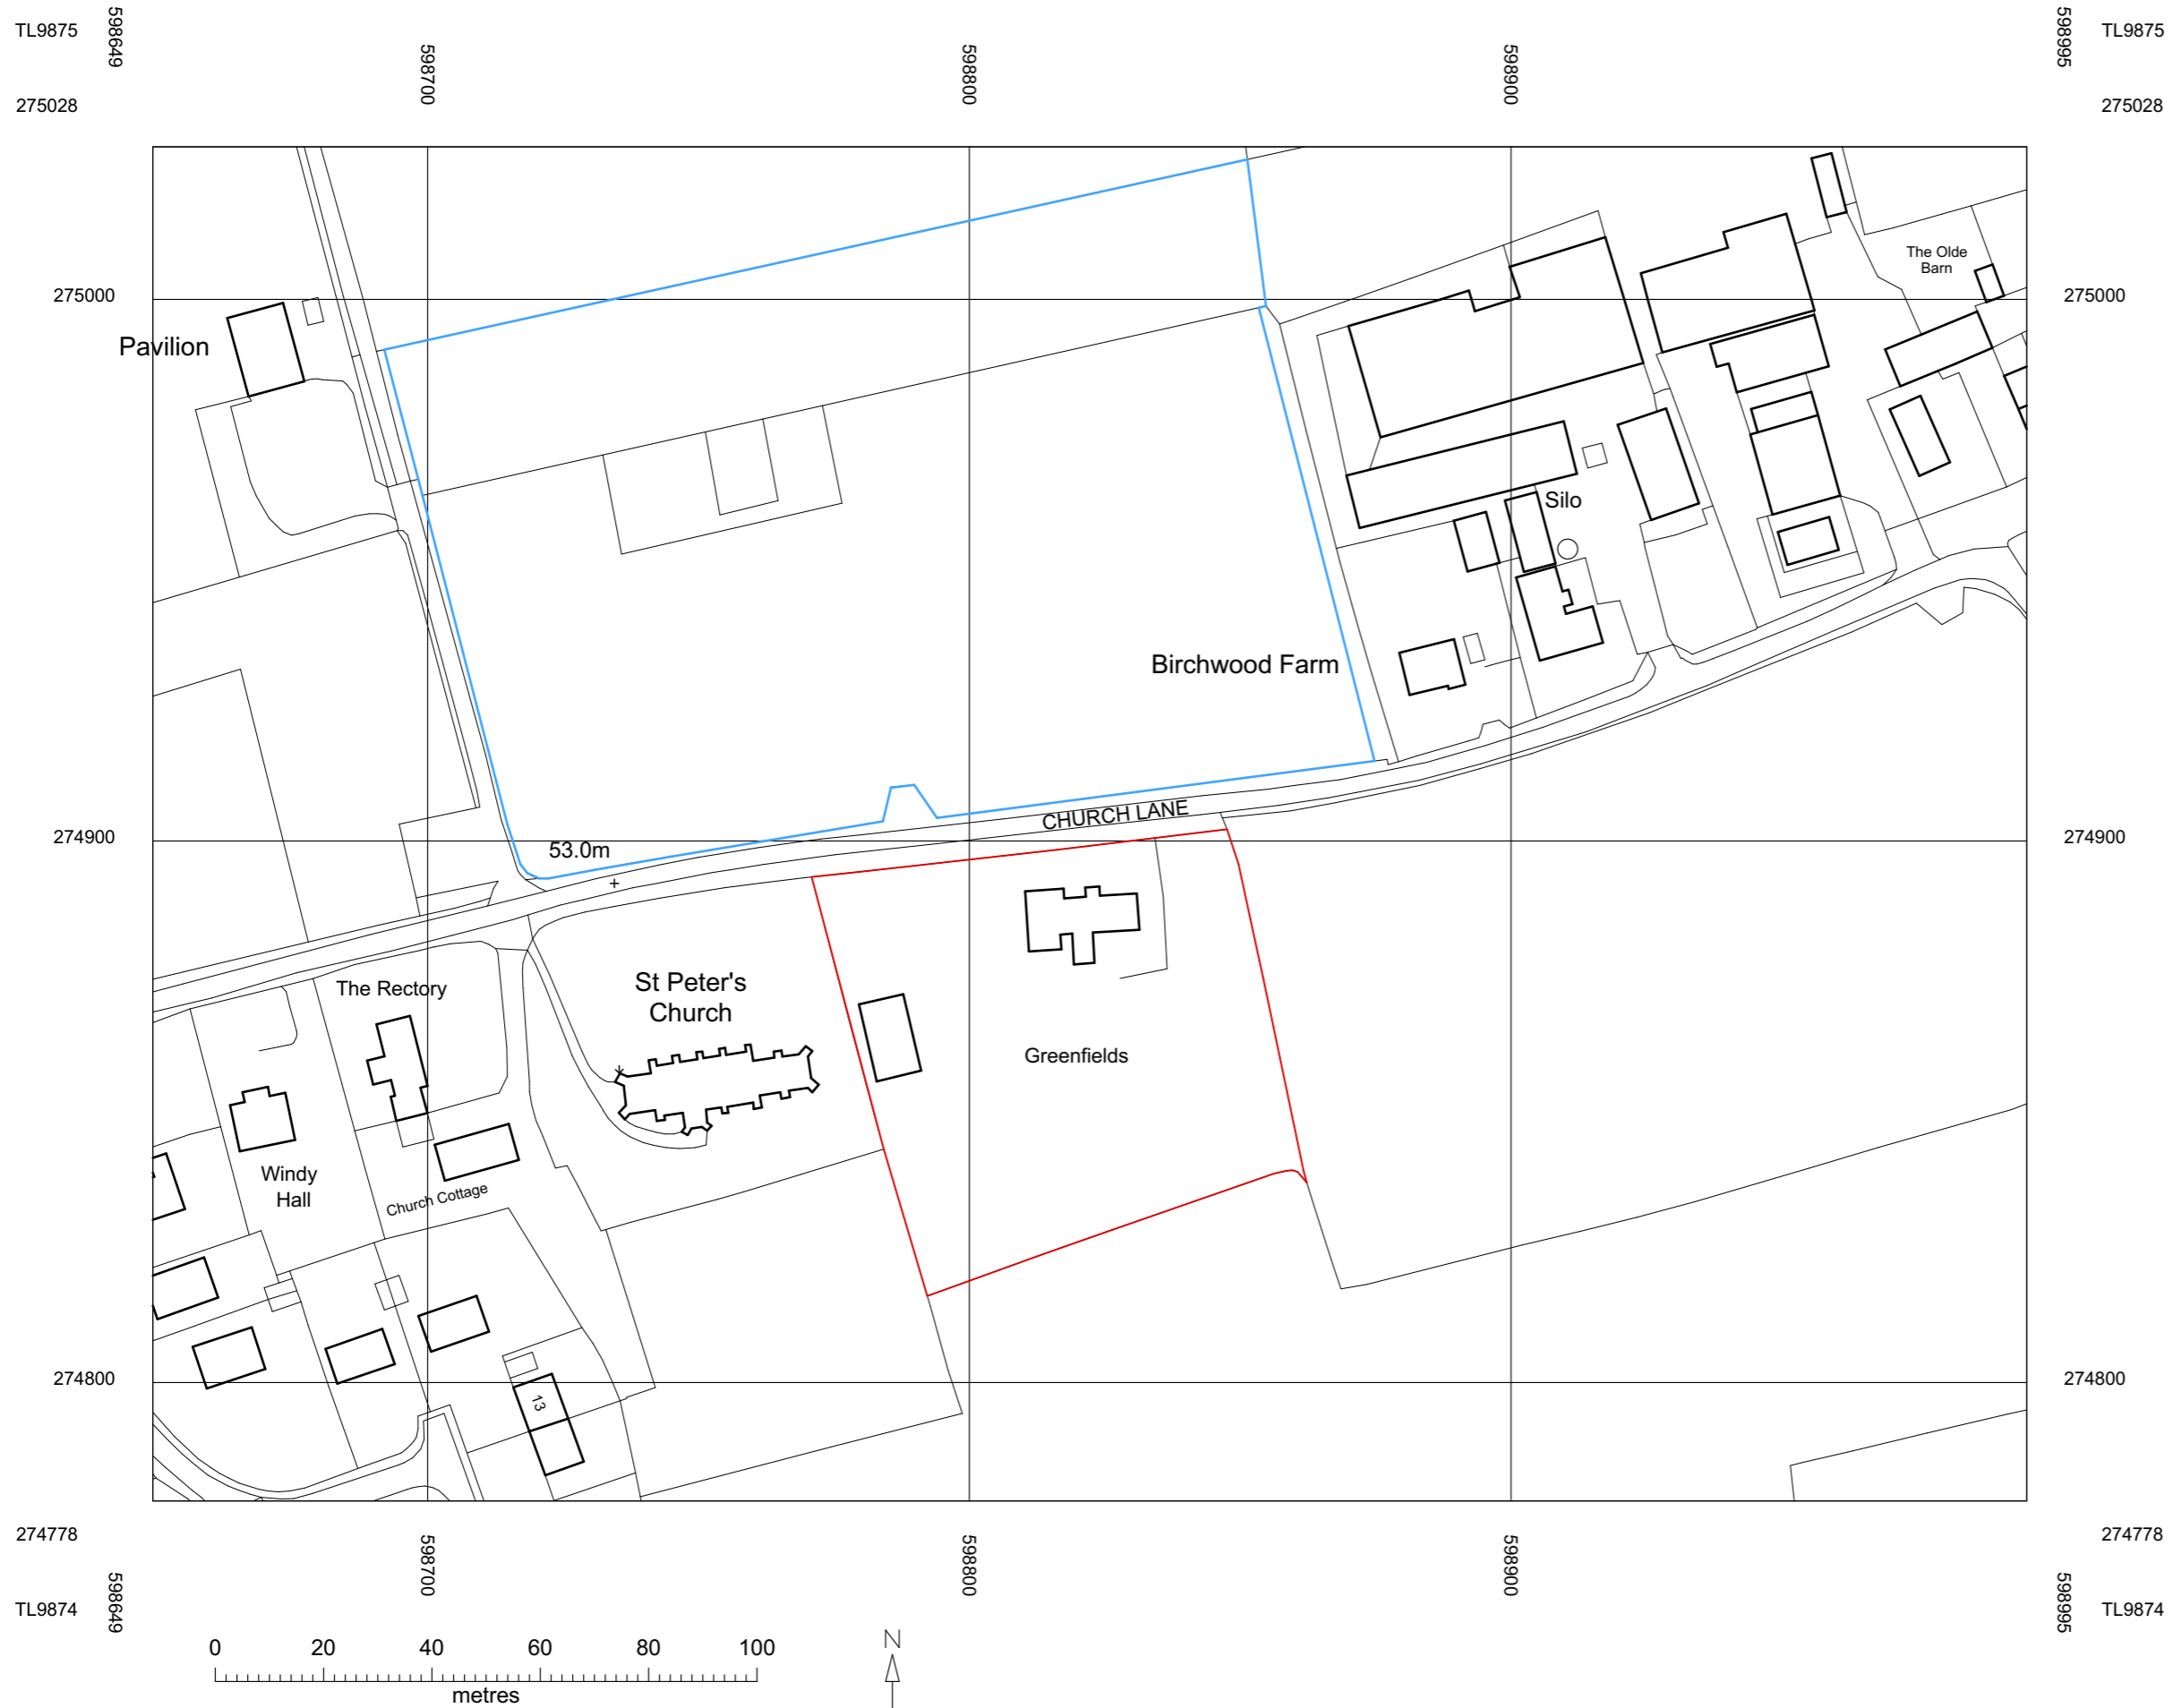 TL9875
598649
598995
TL9875
598700
598800
598900
275028
275028
The Olde
Barn
275000
275000
Pavilion
Silo
Birchwood Farm
CHURCH LANE
274900
53.0m
274900
St Peter's
Church
The Rectory
Greenfields
Windy
Hall
Church Cottage
274800
274800
13
274778
274778
598700
598800
598900
TL9874
598649
598995
TL9874
0 20 40 60 80 100
metres
N